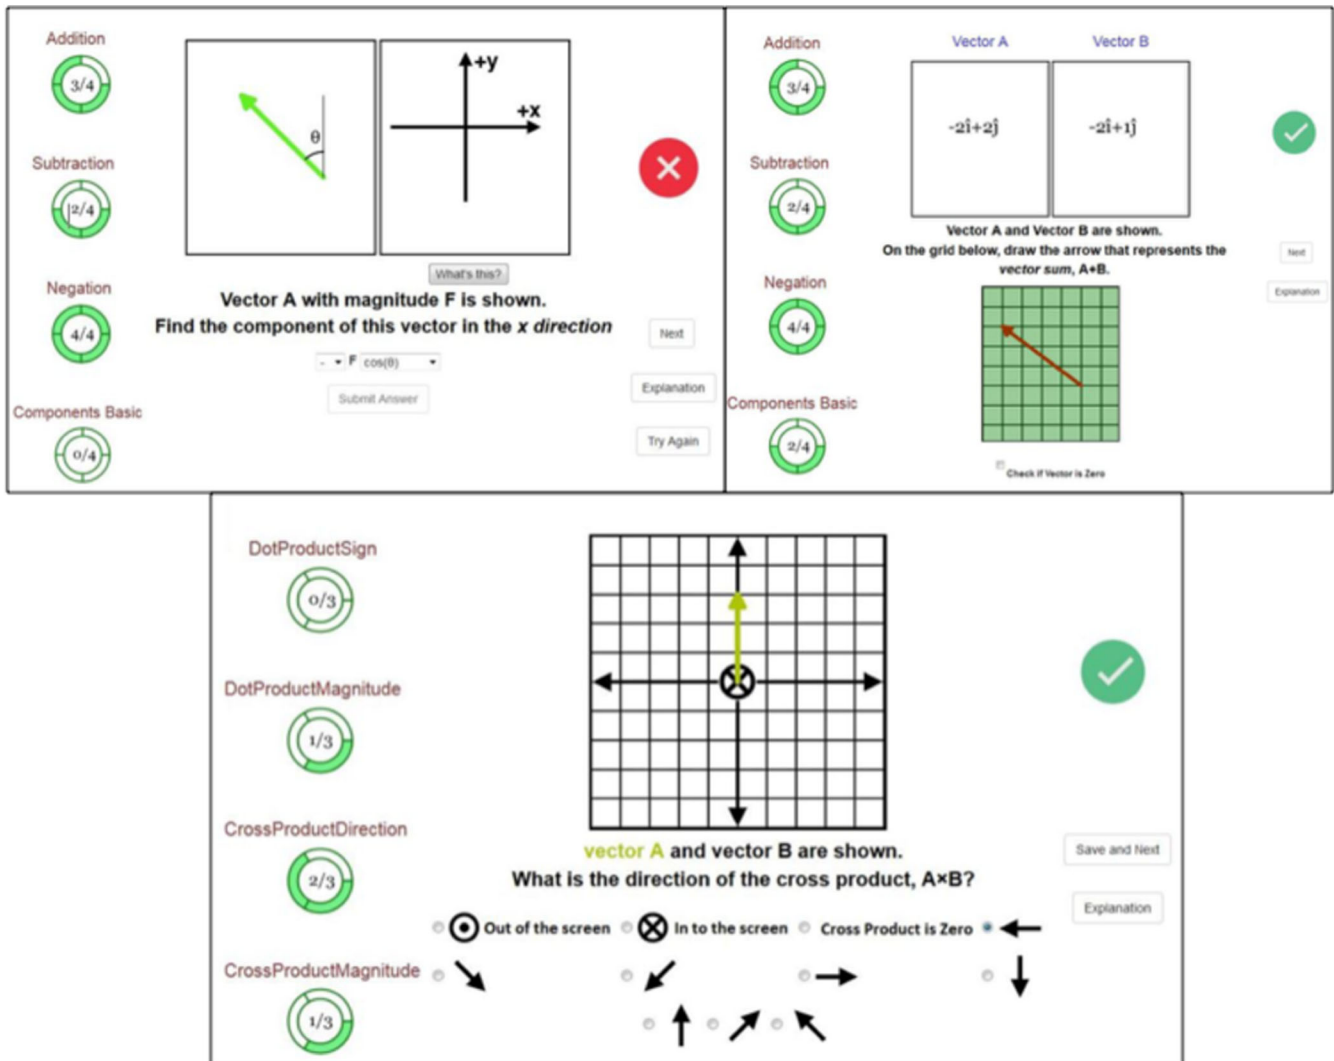 Addition
3/4
Subtraction
2/4
Negation
4/4
Components Basic
0/4
θ
+y
+x
What's this?
Vector A with magnitude F is shown.
Find the component of this vector in the x direction
- F cos(θ)
Submit Answer
Next
Explanation
Try Again
Addition
3/4
Subtraction
2/4
Negation
4/4
Components Basic
2/4
Vector A Vector B
-2î+2ĵ -2î+1ĵ
Vector A and Vector B are shown.
On the grid below, draw the arrow that represents the
vector sum, A+B.
Check If Vector is Zero
Next
Explanation
DotProductSign
0/3
DotProductMagnitude
1/3
CrossProductDirection
2/3
CrossProductMagnitude
1/3
vector A and vector B are shown.
What is the direction of the cross product, A×B?
Out of the screen In to the screen Cross Product is Zero
Save and Next
Explanation